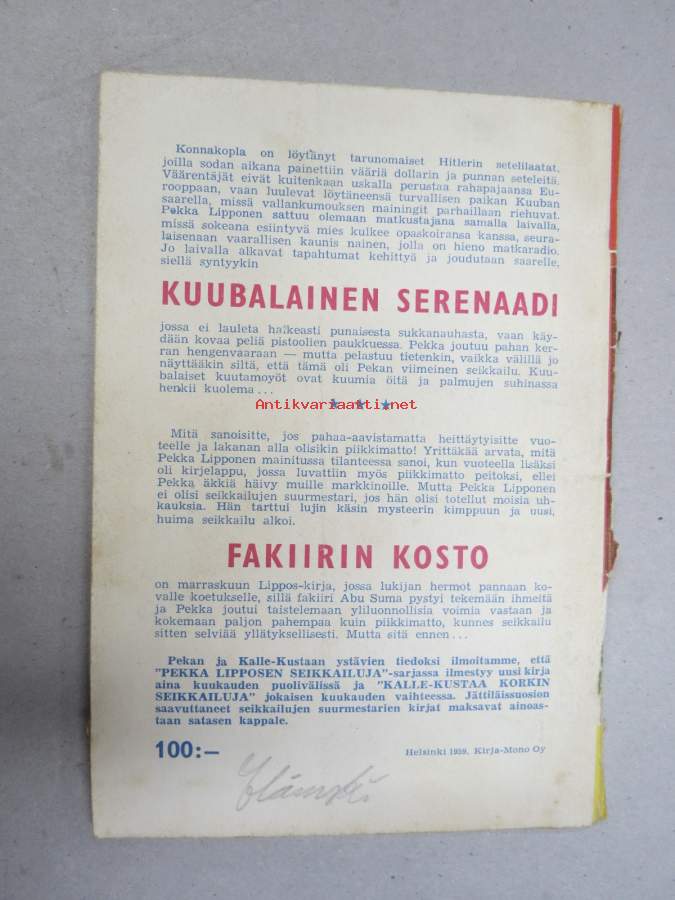 Konnakopla on löytänyt tarunomaiset Hitlerin setelilaatat,
joilla sodan aikana painettiin vääriä dollarin ja punnan seteleitä.
Väärentäjät eivät kuitenkaan uskalla perustaa rahapajaansa Eu-
rooppaan, vaan luulevat löytäneensä turvallisen paikan Kuuban
saarella, missä vallankumouksen mainingit parhaillaan riehuvat.
Pekka Lipponen sattuu olemaan matkustajana samalla laivalla,
missä sokeana esiintyvä mies kulkee opaskoiransa kanssa, seura-
laisenaan vaarallisen kaunis nainen, jolla on hieno matkaradio.
Jo laivalla alkavat tapahtumat kehittyä ja joudutaan saarelle,
siellä syntyykin
KUUBALAINEN SERENAADI
jossa ei lauleta haikeasti punaisesta sukkanauhasta, vaan käy-
dään kovaa peliä pistoolien paukkuessa. Pekka joutuu pahan ker-
ran hengenvaaraan — mutta pelastuu tietenkin, vaikka välillä jo
näyttääkin siltä, että tämä oli Pekan viimeinen seikkailu. Kuu-
balaiset kuutamoyöt ovat kuumia öitä ja palmujen suhinassa
henkii kuolema...
Antikvariaatti.net
Mitä sanoisitte, jos pahaa-aavistamatta heittäytyisitte vuo-
teelle ja lakanan alla olisikin piikkimatto! Yrittäkää arvata, mitä
Pekka Lipponen mainitussa tilanteessa sanoi, kun vuoteella lisäksi
oli kirjelappu, jossa luvattiin myös piikkimatto peitoksi, ellei
Pekka äkkiä häivy muille markkinoille. Mutta Pekka Lipponen
ei olisi seikkailujen suurmestari, jos hän olisi totellut moisia uh-
kauksia. Hän tarttui lujin käsin mysteerin kimppuun ja uusi,
huima seikkailu alkoi.
FAKIIRIN KOSTO
on marraskuun Lippos-kirja, jossa lukijan hermot pannaan ko-
valle koetukselle, sillä fakiiri Abu Suma pystyi tekemään ihmeitä
ja Pekka joutui taistelemaan yliluonnollisia voimia vastaan ja
kokemaan paljon pahempaa kuin piikkimatto, kunnes seikkailu
sitten selviää yllätyksellisesti. Mutta sitä ennen...
Pekan ja Kalle-Kustaan ystävien tiedoksi ilmoitamme, että
"PEKKA LIPPOSEN SEIKKAILUJA"-sarjassa ilmestyy uusi kirja
aina kuukauden puolivälissä ja "KALLE-KUSTAA KORKIN
SEIKKAILUJA" jokaisen kuukauden vaihteessa. Jättiläissuosion
saavuttaneet seikkailujen suurmestarien kirjat maksavat ainoas-
taan satasen kappale.
100:—
Helsinki 1959. Kirja-Mono Oy